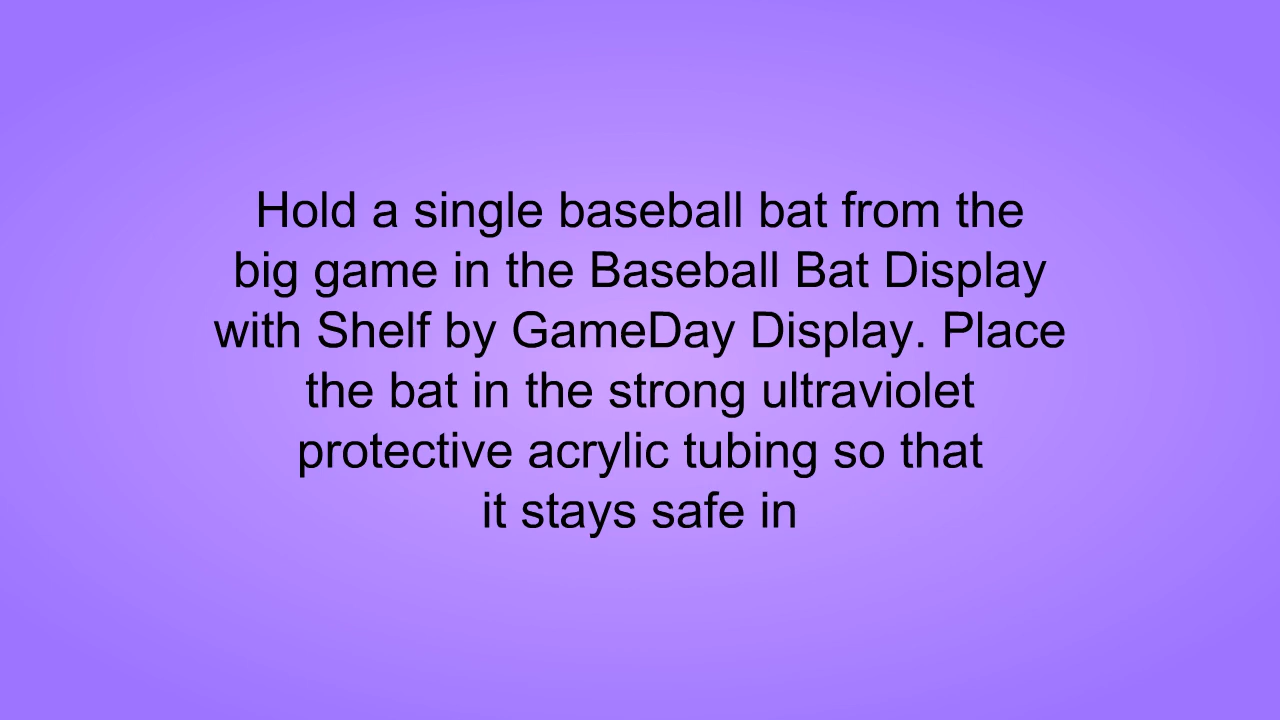 Hold a single baseball bat from the
big game in the Baseball Bat Display
with Shelf by GameDay Display. Place
the bat in the strong ultraviolet
protective acrylic tubing so that
it stays safe in